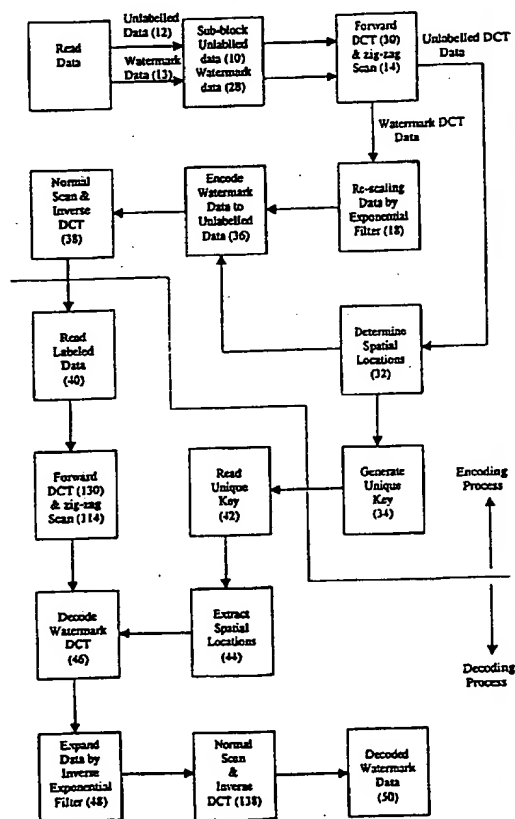 Unlabelled
Data (12)
Read
Data
Watermark
Data (13)
Sub-block
Unlablled
data (10)
Watermark
data (28)
Forward
DCT (30)
& zig-zag
Scan (14)
Unlabelled DCT
Data
Watermark DCT
Data
Normal
Scan &
Inverse
DCT
(38)
Encode
Watermark
Data to
Unlabelled
Data (36)
Re-scaling
Data by
Exponential
Filter (18)
Read
Labeled
Data
(40)
Determine
Spatial
Locations
(32)
Forward
DCT (130)
& zig-zag
Scan (114)
Read
Unique
Key
(42)
Generate
Unique
Key
(34)
Encoding
Process
Decode
Watermark
DCT
(46)
Extract
Spatial
Locations
(44)
Decoding
Process
Expand
Data by
Inverse
Exponential
Filter (48)
Normal
Scan
&
Inverse
DCT (138)
Decoded
Watermark
Data
(50)